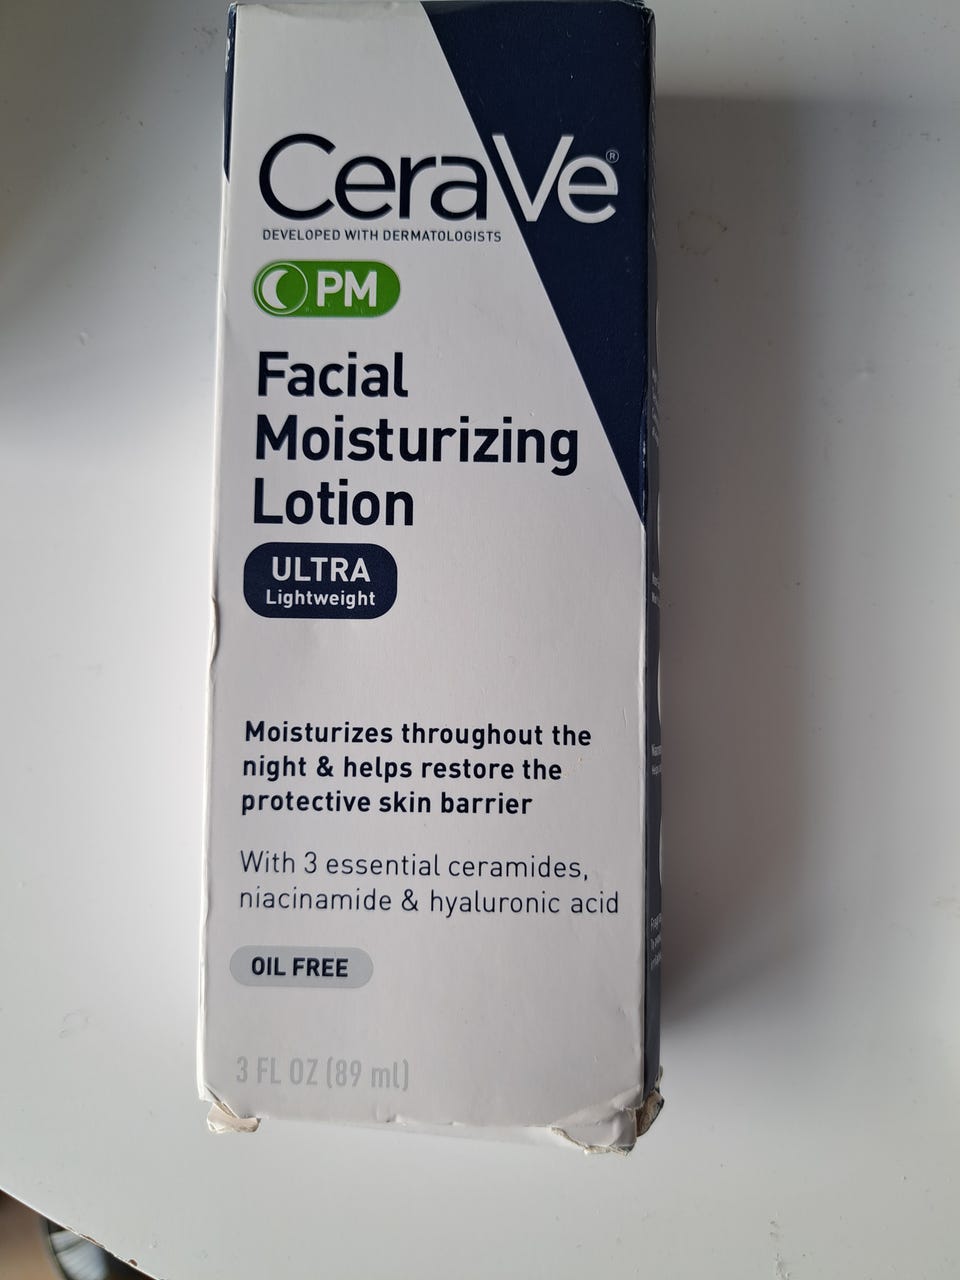 CeraVe®
DEVELOPED WITH DERMATOLOGISTS
PM
Facial
Moisturizing
Lotion
ULTRA
Lightweight
Moisturizes throughout the
night & helps restore the
protective skin barrier
With 3 essential ceramides,
niacinamide & hyaluronic acid
OIL FREE
3 FL OZ (89 ml)